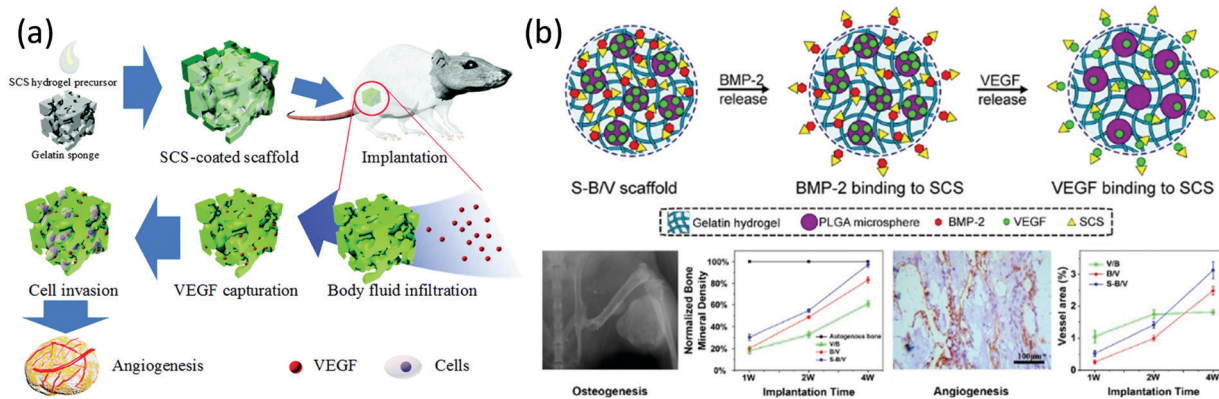 (a)
SCS hydrogel precursor
Gelatin sponge
SCS-coated scaffold
Implantation
Cell invasion
VEGF capturation
Body fluid infiltration
Angiogenesis
VEGF
Cells
(b)
BMP-2
release
VEGF
release
S-B/V scaffold
BMP-2 binding to SCS
VEGF binding to SCS
Gelatin hydrogel
PLGA microsphere
BMP-2
VEGF
SCS
Osteogenesis
Normalized Bone
Mineral Density
100%
80%
60%
40%
20%
0%
Autogenous bone
V/B
B/V
S-B/V
1W
2W
4W
Implantation Time
100μm
Angiogenesis
Vessel area (%)
3
2
1
0
V/B
B/V
S-B/V
1W
2W
4W
Implantation Time